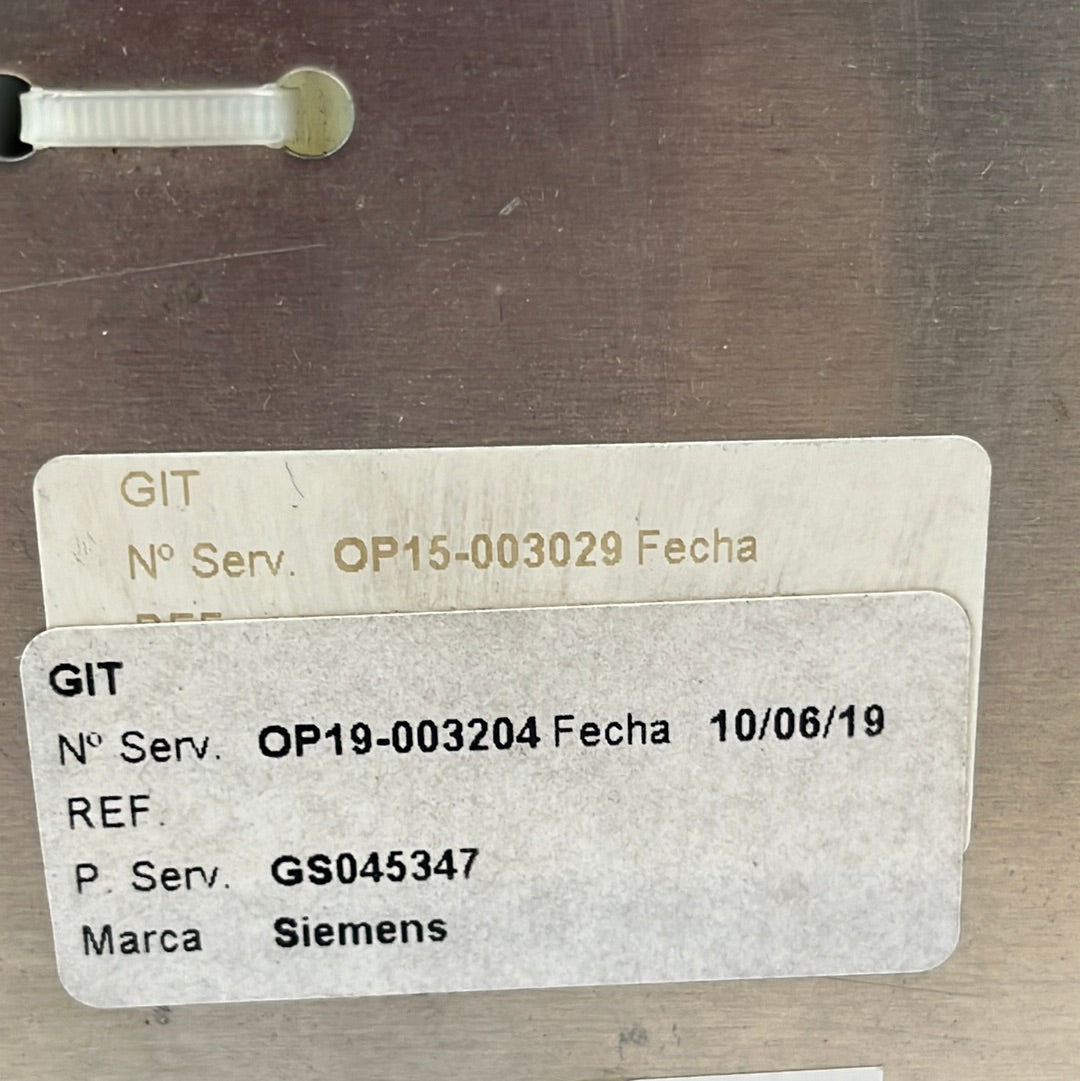 GIT
Nº Serv. OP15-003029 Fecha
REF
GIT
Nº Serv. OP19-003204 Fecha 10/06/19
REF.
P. Serv. GS045347
Marca Siemens